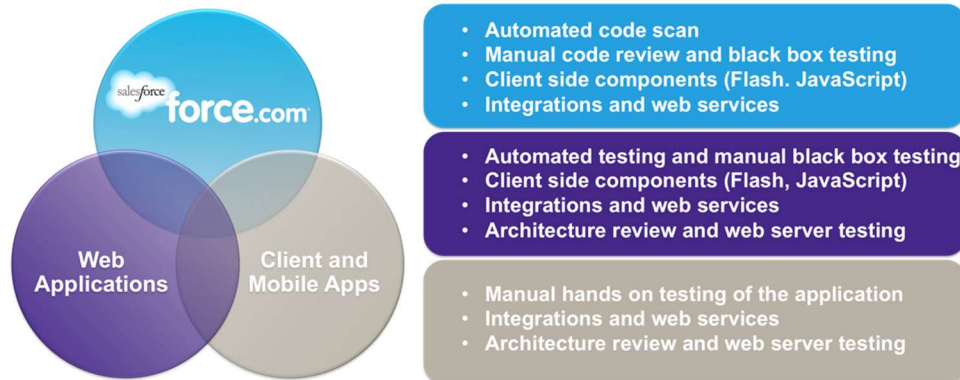 salesforce
force.com
Web
Applications
Client and
Mobile Apps
• Automated code scan
• Manual code review and black box testing
• Client side components (Flash. JavaScript)
• Integrations and web services
• Automated testing and manual black box testing
• Client side components (Flash, JavaScript)
• Integrations and web services
• Architecture review and web server testing
• Manual hands on testing of the application
• Integrations and web services
• Architecture review and web server testing